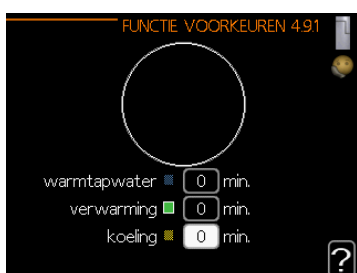 FUNCTIE VOORKEUREN 4.9.1
warmtapwater 0 min.
verwarming 0 min.
koeling 0 min.
?